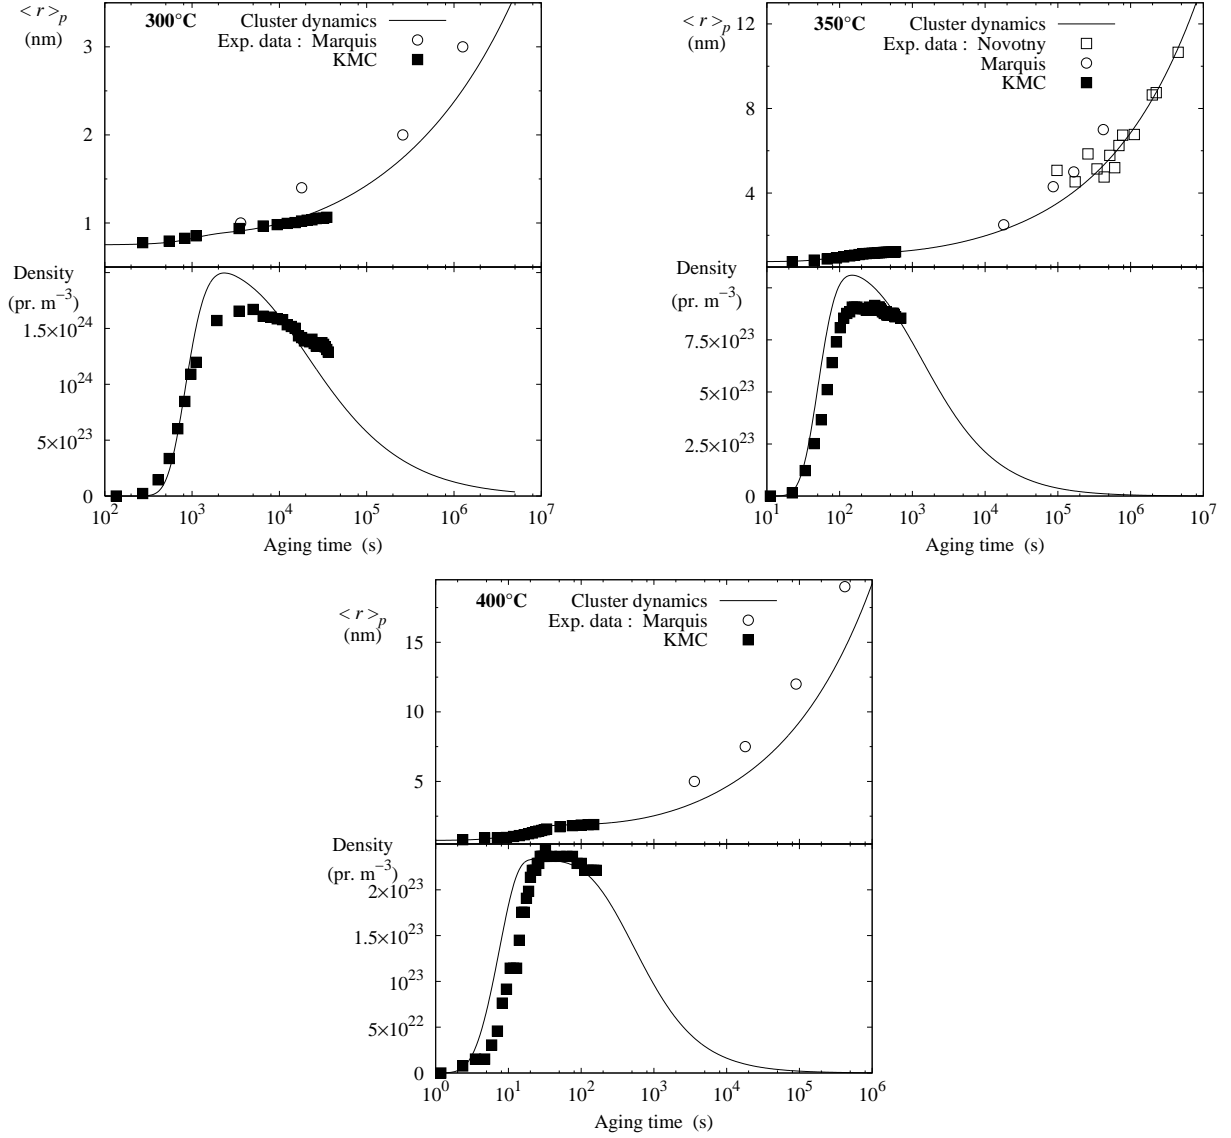 < r >p
(nm)
300°C
Cluster dynamics
Exp. data : Marquis
KMC
3
2
1
Density
(pr. m−3)
1.5×10^24
10^24
5×10^23
0
10^2 10^3 10^4 10^5 10^6 10^7
Aging time (s)
< r >p
(nm)
350°C
Cluster dynamics
Exp. data : Novotny
Marquis
KMC
12
8
4
Density
(pr. m−3)
7.5×10^23
5×10^23
2.5×10^23
0
10^1 10^2 10^3 10^4 10^5 10^6 10^7
Aging time (s)
< r >p
(nm)
400°C
Cluster dynamics
Exp. data : Marquis
KMC
15
10
5
Density
(pr. m−3)
2×10^23
1.5×10^23
10^23
5×10^22
0
10^0 10^1 10^2 10^3 10^4 10^5 10^6
Aging time (s)